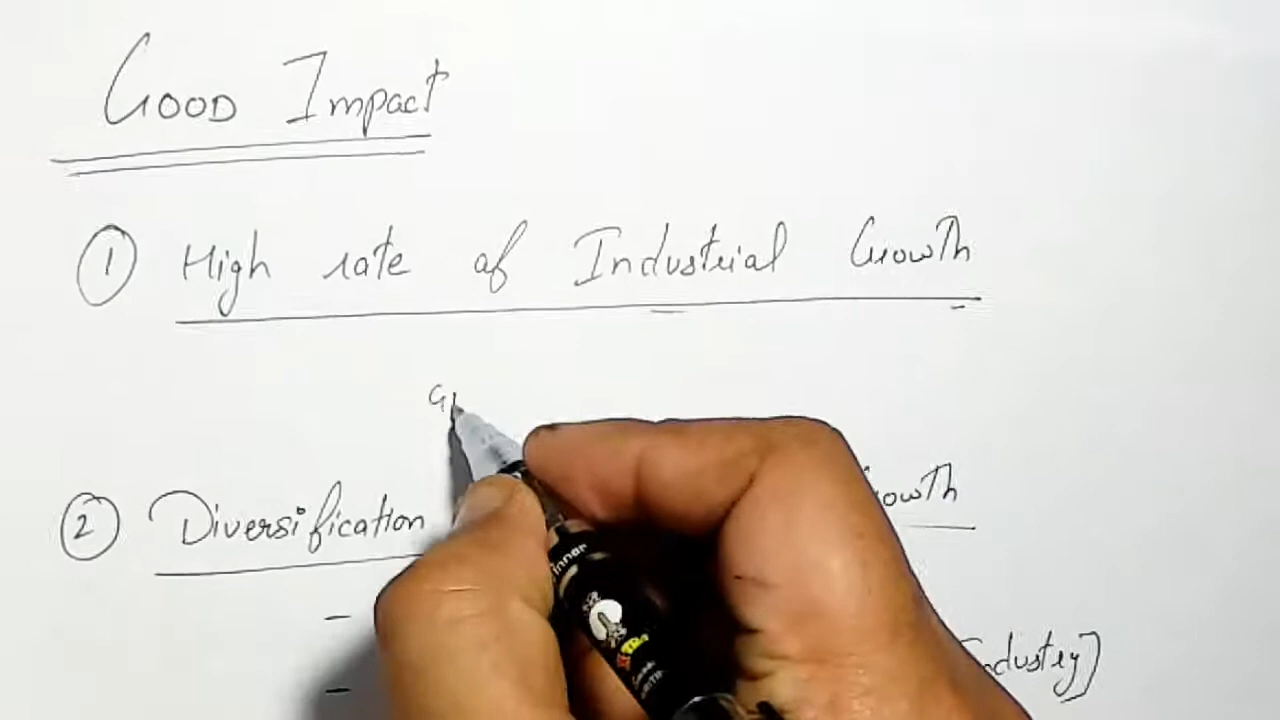 GOOD Impact
① High rate of Industrial Growth
G
② Diversification
- 
-